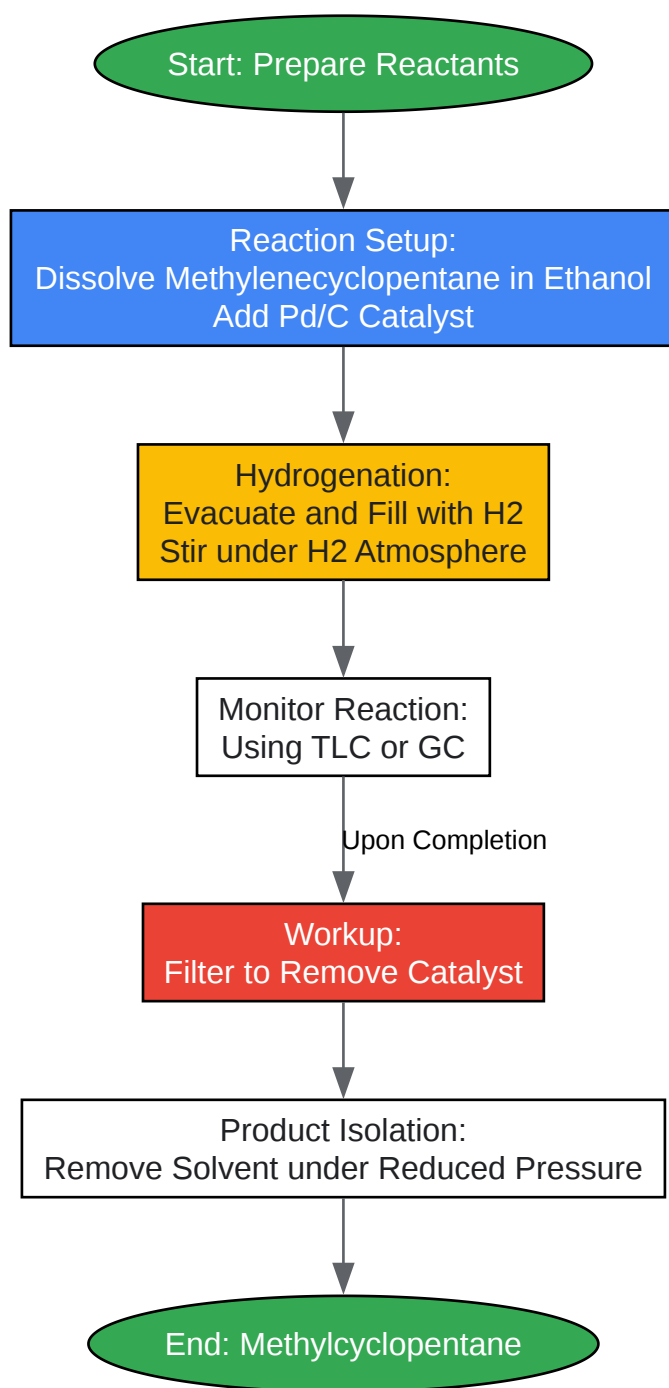 Start: Prepare Reactants
Reaction Setup:
Dissolve Methylenecyclopentane in Ethanol
Add Pd/C Catalyst
Hydrogenation:
Evacuate and Fill with H2
Stir under H2 Atmosphere
Monitor Reaction:
Using TLC or GC
Upon Completion
Workup:
Filter to Remove Catalyst
Product Isolation:
Remove Solvent under Reduced Pressure
End: Methylcyclopentane